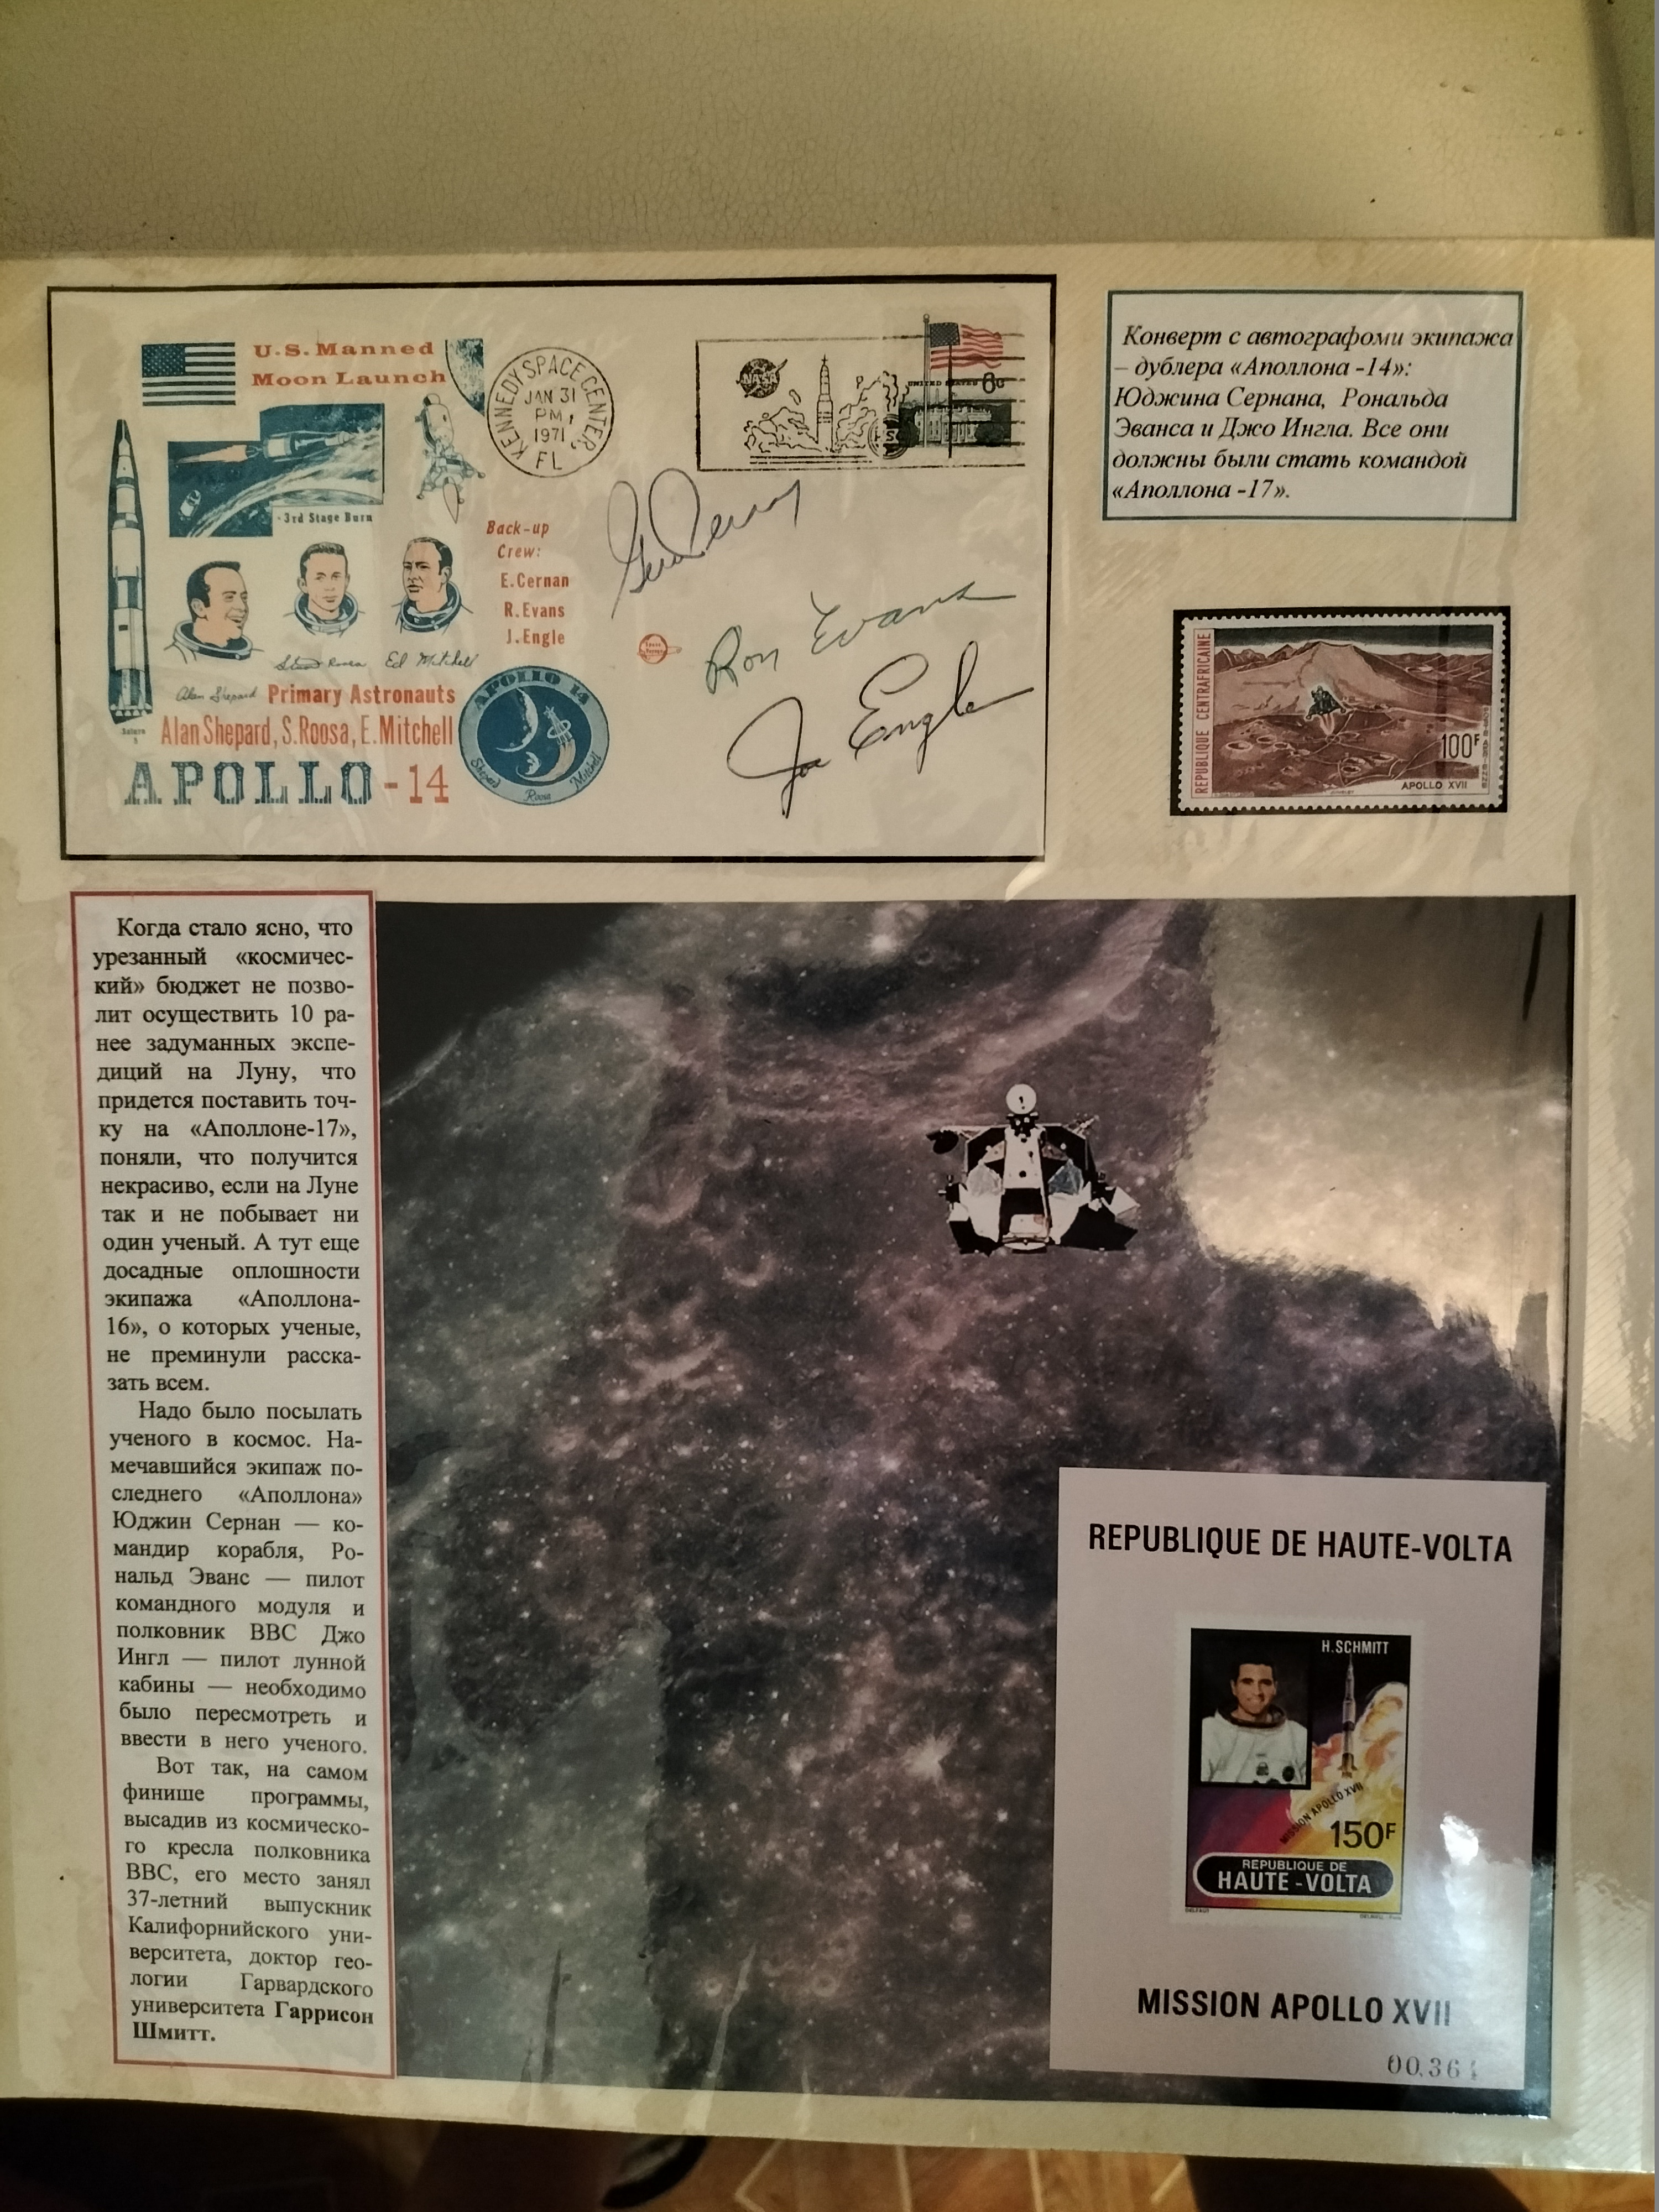 U.S. Manned
Moon Launch
KENNEDY SPACE CENTER
JAN 31
PM
1971
FL
NASA
UNITED STATES 6c
- 3rd Stage Burn
Back-up
Crew:
E.Cernan
R.Evans
J.Engle
Gene Cernan
Ron Evans
Joe Engle
Stuart Roosa Ed Mitchell
Alan Shepard Primary Astronauts
Saturn
5
Alan Shepard, S.Roosa, E.Mitchell
APOLLO-14
APOLLO 14
Shepard Roosa Mitchell
Конверт с автографоми экипажа
– дублера «Аполлона -14»:
Юджина Сернана, Рональда
Эванса и Джо Ингла. Все они
должны были стать командой
«Аполлона -17».
REPUBLIQUE CENTRAFRICAINE
100F
APOLLO XVII
Когда стало ясно, что
урезанный «космичес-
кий» бюджет не позво-
лит осуществить 10 ра-
нее задуманных экспе-
диций на Луну, что
придется поставить точ-
ку на «Аполлоне-17»,
поняли, что получится
некрасиво, если на Луне
так и не побывает ни
один ученый. А тут еще
досадные оплошности
экипажа «Аполлона-
16», о которых ученые,
не преминули расска-
зать всем.
Надо было посылать
ученого в космос. На-
мечавшийся экипаж по-
следнего «Аполлона»
Юджин Сернан — ко-
мандир корабля, Ро-
нальд Эванс — пилот
командного модуля и
полковник ВВС Джо
Ингл — пилот лунной
кабины — необходимо
было пересмотреть и
ввести в него ученого.
Вот так, на самом
финише программы,
высадив из космическо-
го кресла полковника
ВВС, его место занял
37-летний выпускник
Калифорнийского уни-
верситета, доктор гео-
логии Гарвардского
университета Гаррисон
Шмитт.
REPUBLIQUE DE HAUTE-VOLTA
H.SCHMITT
MISSION APOLLO XVII
150F
REPUBLIQUE DE
HAUTE-VOLTA
MISSION APOLLO XVII
00.364